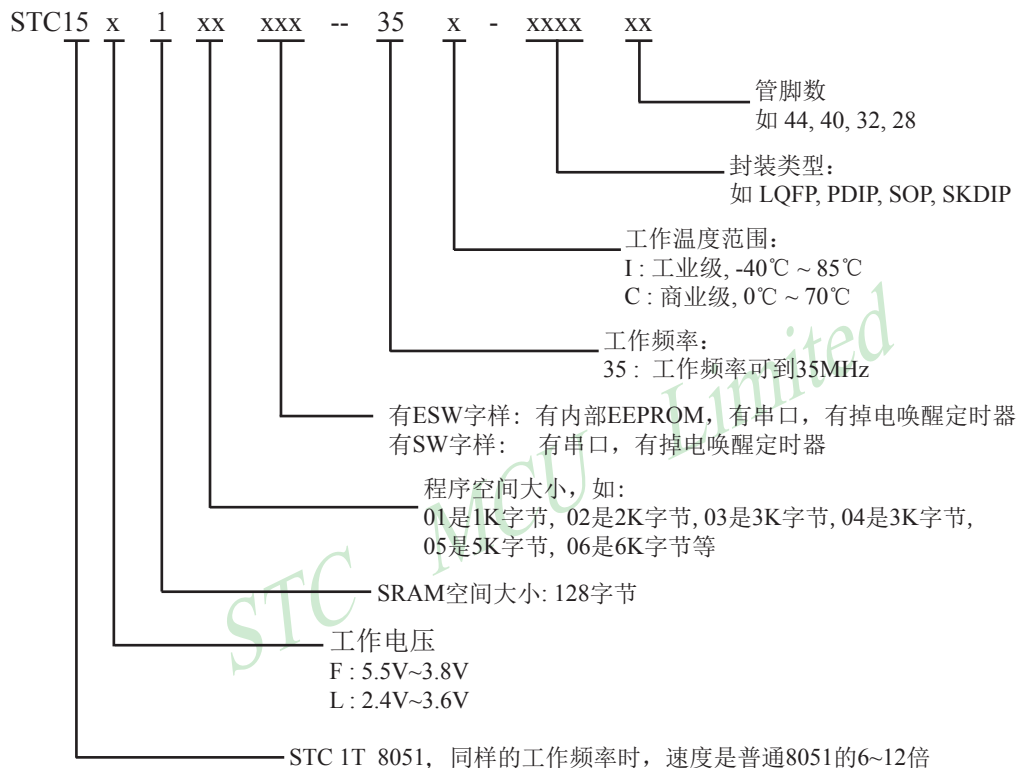 STC15 x 1 xx xxx -- 35 x - xxxx xx
管脚数
如 44, 40, 32, 28
封装类型：
如 LQFP, PDIP, SOP, SKDIP
工作温度范围：
I : 工业级, -40℃ ~ 85℃
C : 商业级, 0℃ ~ 70℃
工作频率：
35 : 工作频率可到35MHz
有ESW字样：有内部EEPROM，有串口，有掉电唤醒定时器
有SW字样： 有串口，有掉电唤醒定时器
程序空间大小，如：
01是1K字节, 02是2K字节, 03是3K字节, 04是3K字节,
05是5K字节, 06是6K字节等
SRAM空间大小: 128字节
工作电压
F : 5.5V~3.8V
L : 2.4V~3.6V
STC 1T 8051, 同样的工作频率时，速度是普通8051的6~12倍
STC MCU Limited